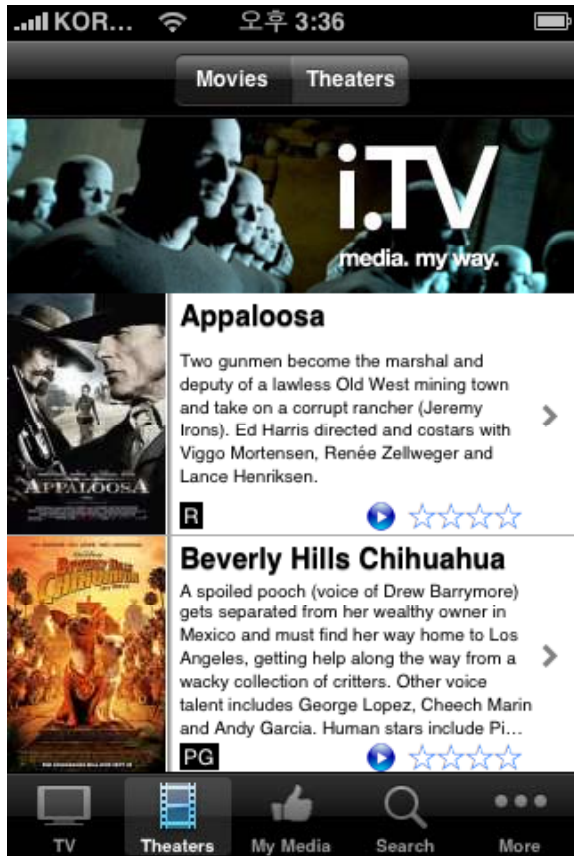 KOR... 오후 3:36
Movies Theaters
i.TV
media. my way.
Appaloosa
Two gunmen become the marshal and
deputy of a lawless Old West mining town
and take on a corrupt rancher (Jeremy
Irons). Ed Harris directed and costars with
Viggo Mortensen, Renée Zellweger and
Lance Henriksen.
APPALOOSA
R
Beverly Hills Chihuahua
A spoiled pooch (voice of Drew Barrymore)
gets separated from her wealthy owner in
Mexico and must find her way home to Los
Angeles, getting help along the way from a
wacky collection of critters. Other voice
talent includes George Lopez, Cheech Marin
and Andy Garcia. Human stars include Pi...
BEVERLY HILLS
CHIHUAHUA
PG
TV Theaters My Media Search More